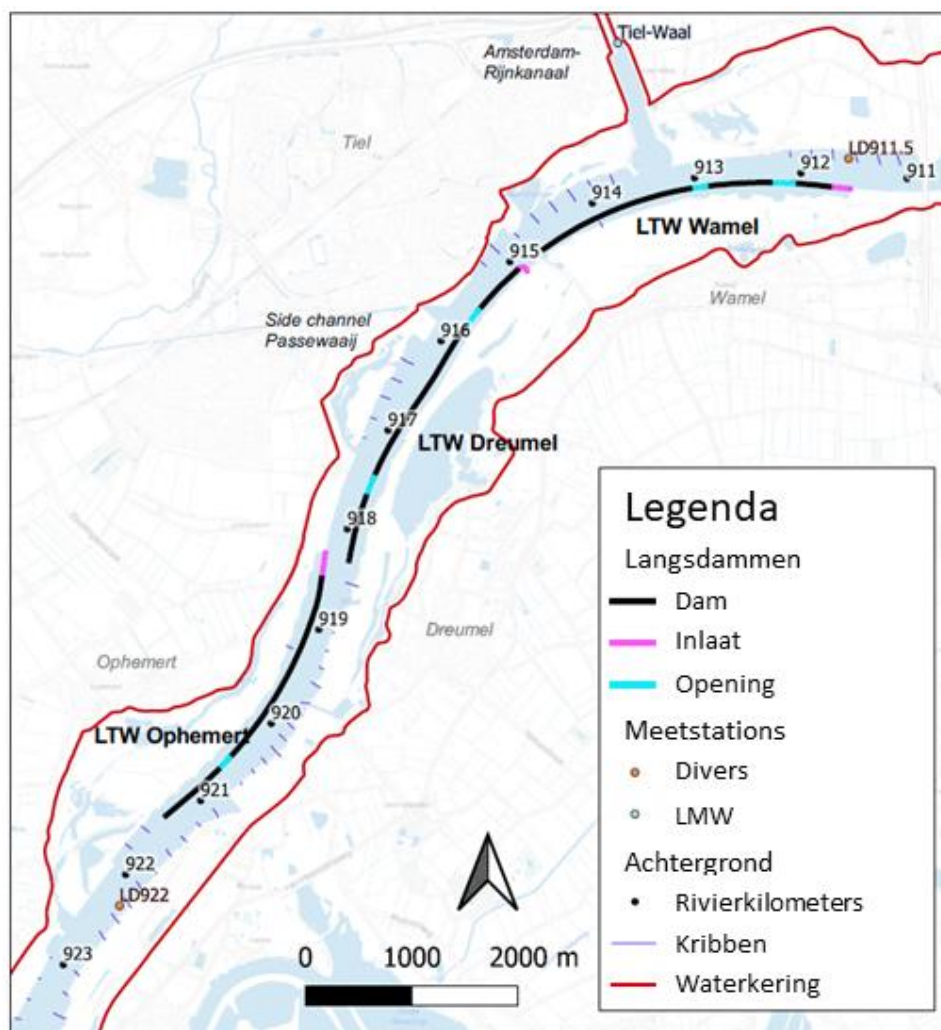 Tiel-Waal
Amsterdam-
Rijnkanaal
Tiel
LD911.5
913
912
911
914
LTW Wamel
915
Wamel
Side channel
Passewaaij
916
917
LTW Dreumel
918
919
Dreumel
Ophemert
920
LTW Ophemert
921
922
LD922
923
0 1000 2000 m
Legenda
Langsdammen
Dam
Inlaat
Opening
Meetstations
Divers
LMW
Achtergrond
Rivierkilometers
Kribben
Waterkering